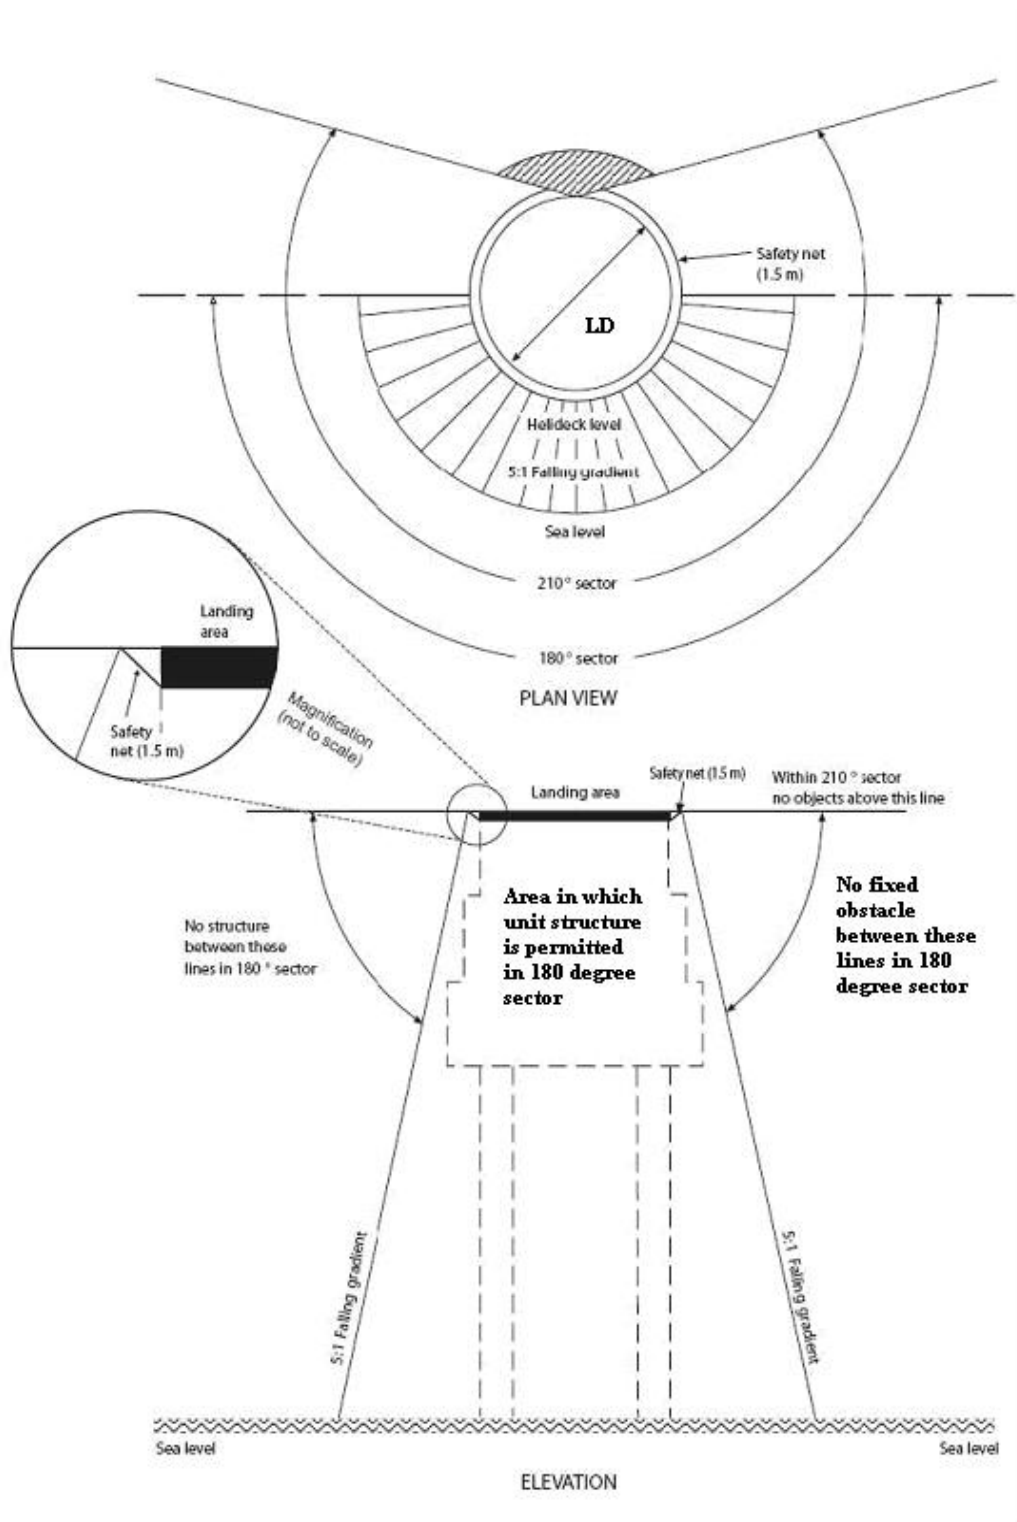 Safety net
(1.5 m)
LD
Helideck level
5:1 Falling gradient
Sea level
210° sector
180° sector
PLAN VIEW
Landing
area
Safety
net (1.5 m)
Magnification
(not to scale)
Landing area
Safety net (1.5 m)
Within 210° sector
no objects above this line
No structure
between these
lines in 180° sector
Area in which
unit structure
is permitted
in 180 degree
sector
No fixed
obstacle
between these
lines in 180
degree sector
5:1 Falling gradient
5:1 Falling gradient
Sea level
Sea level
ELEVATION